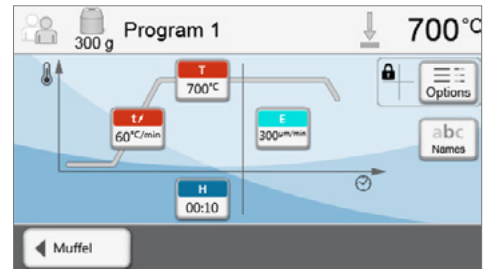 300 g
Program 1
700°C
T
700°C
Options
t
60°C/min
E
300µm/min
abc
Names
H
00:10
Muffel